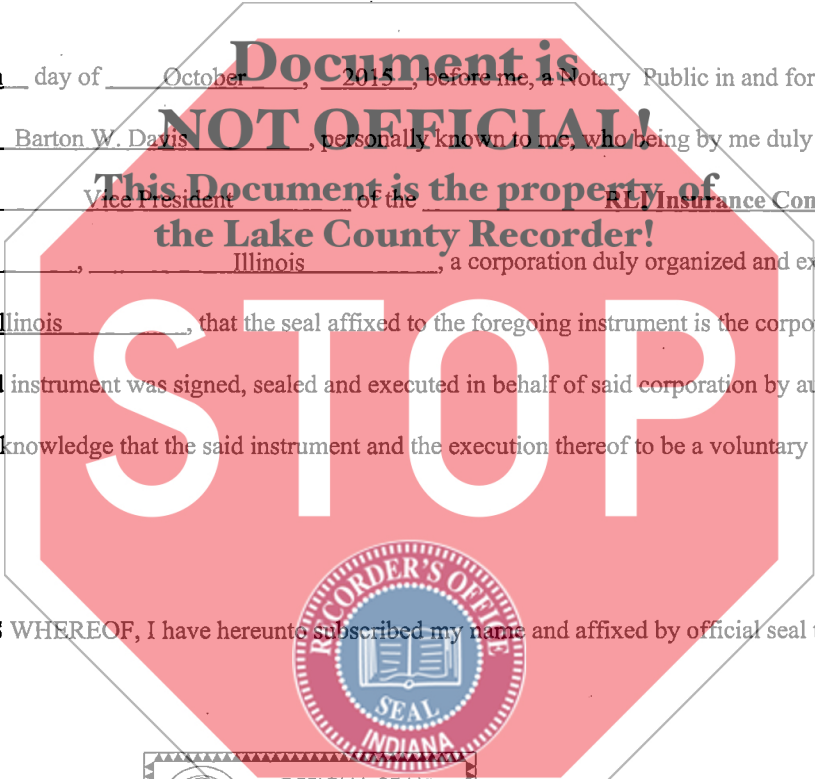 Document is
day of October, 2015, before me, a Notary Public in and for
NOT OFFICIAL!
Barton W. Davis, personally known to me, who being by me duly
This Document is the property of
Vice President of the RLI Insurance Com
the Lake County Recorder!
, Illinois, a corporation duly organized and ex
llinois, that the seal affixed to the foregoing instrument is the corpo
instrument was signed, sealed and executed in behalf of said corporation by au
knowledge that the said instrument and the execution thereof to be a voluntary
STOP
RECORDER'S OFFICE
S WHEREOF, I have hereunto subscribed my name and affixed by official seal t
SEAL
INDIANA